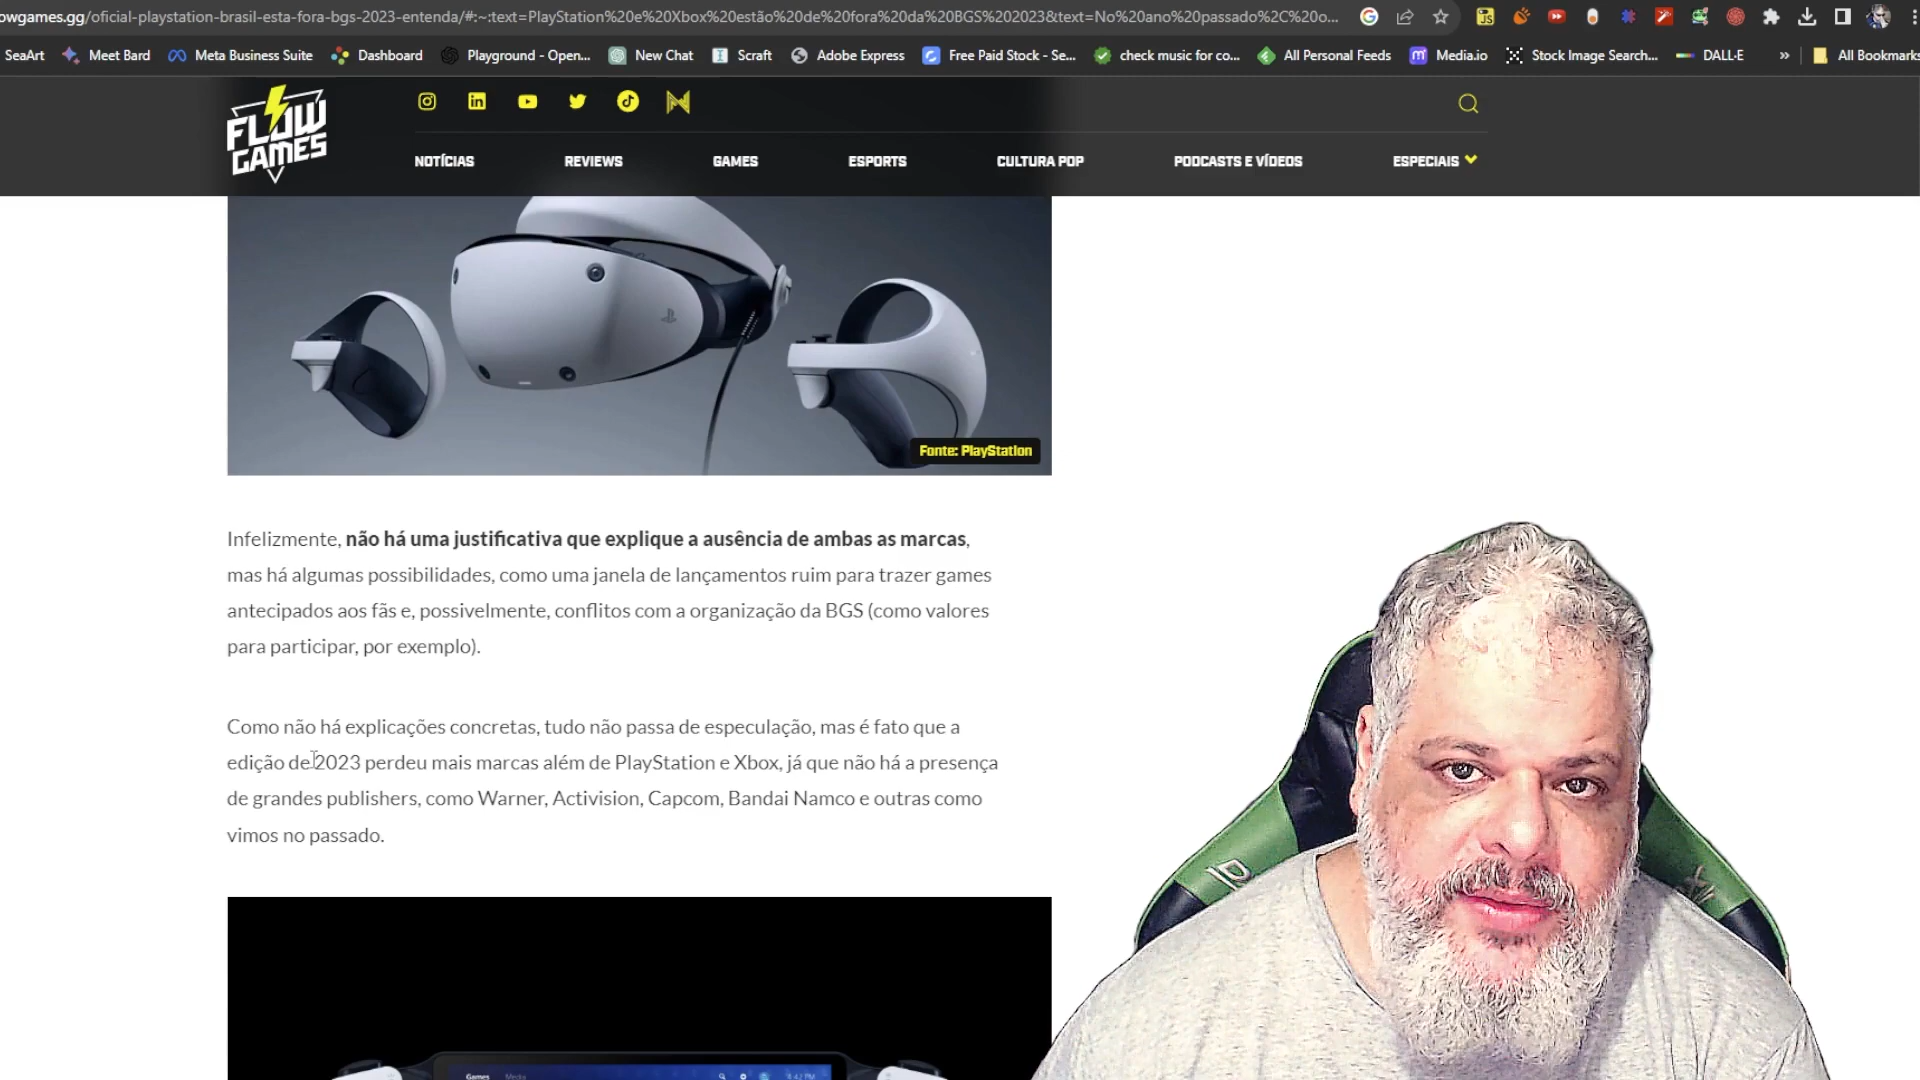 owgames.gg/oficial-playstation-brasil-esta-fora-bgs-2023-entenda/#:~:text=PlayStation%20e%20Xbox%20estão%20de%20fora%20da%20BGS%202023&text=No%20ano%20passado%2C%20o...
SeaArt Meet Bard Meta Business Suite Dashboard Playground - Open... New Chat Scraft Adobe Express Free Paid Stock - Se... check music for co... All Personal Feeds Media.io Stock Image Search... DALL·E » All Bookmarks
FLOW
GAMES
NOTÍCIAS REVIEWS GAMES ESPORTS CULTURA POP PODCASTS E VÍDEOS ESPECIAIS
Fonte: PlayStation
Infelizmente, não há uma justificativa que explique a ausência de ambas as marcas,
mas há algumas possibilidades, como uma janela de lançamentos ruim para trazer games
antecipados aos fãs e, possivelmente, conflitos com a organização da BGS (como valores
para participar, por exemplo).
Como não há explicações concretas, tudo não passa de especulação, mas é fato que a
edição de 2023 perdeu mais marcas além de PlayStation e Xbox, já que não há a presença
de grandes publishers, como Warner, Activision, Capcom, Bandai Namco e outras como
vimos no passado.
Games Media